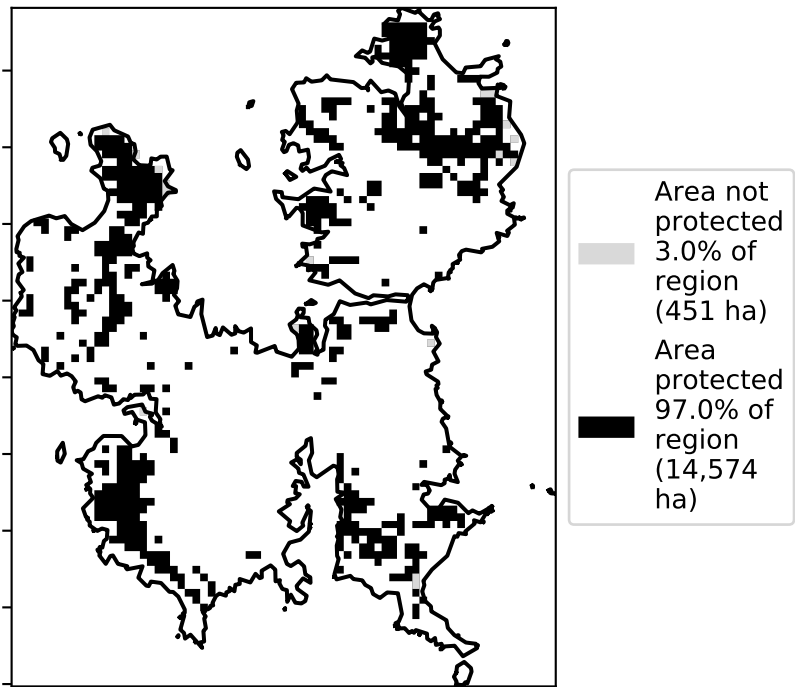 Area not
protected
3.0% of
region
(451 ha)
Area
protected
97.0% of
region
(14,574
ha)